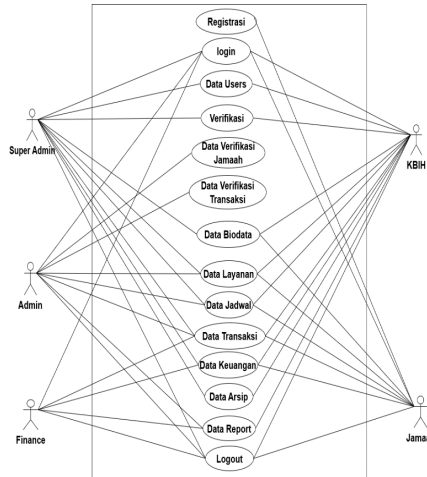 Registrasi
login
Data Users
Verifikasi
Super Admin
Data Verifikasi
Jamaah
KBIH
Data Verifikasi
Transaksi
Data Biodata
Data Layanan
Admin
Data Jadwal
Data Transaksi
Data Keuangan
Data Arsip
Finance
Data Report
Jamaa
Logout